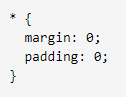 * {
  margin: 0;
  padding: 0;
}